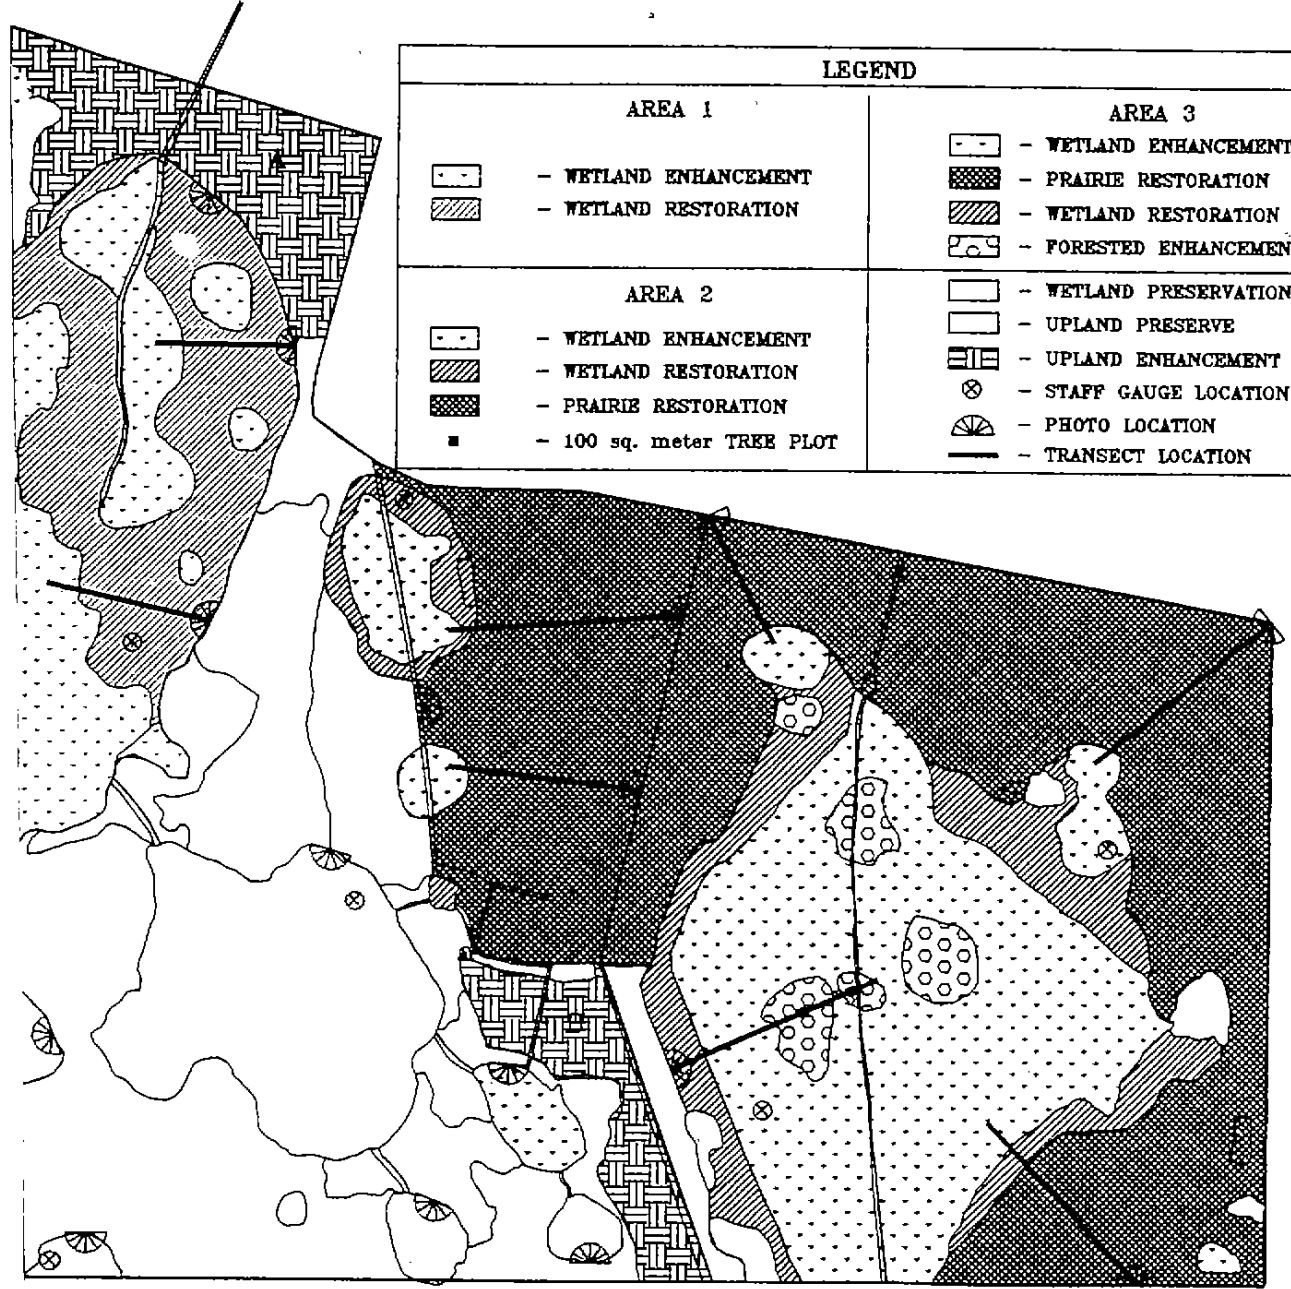 LEGEND
AREA 1
- WETLAND ENHANCEMENT
- WETLAND RESTORATION
AREA 2
- WETLAND ENHANCEMENT
- WETLAND RESTORATION
- PRAIRIE RESTORATION
- 100 sq. meter TREE PLOT
AREA 3
- WETLAND ENHANCEMENT
- PRAIRIE RESTORATION
- WETLAND RESTORATION
- FORESTED ENHANCEMEN
- WETLAND PRESERVATION
- UPLAND PRESERVE
- UPLAND ENHANCEMENT
- STAFF GAUGE LOCATION
- PHOTO LOCATION
- TRANSECT LOCATION